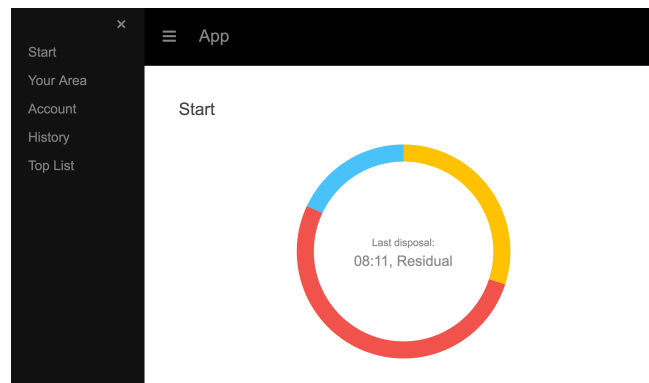 ×
Start
Your Area
Account
History
Top List
☰ App
Start
Last disposal:
08:11, Residual